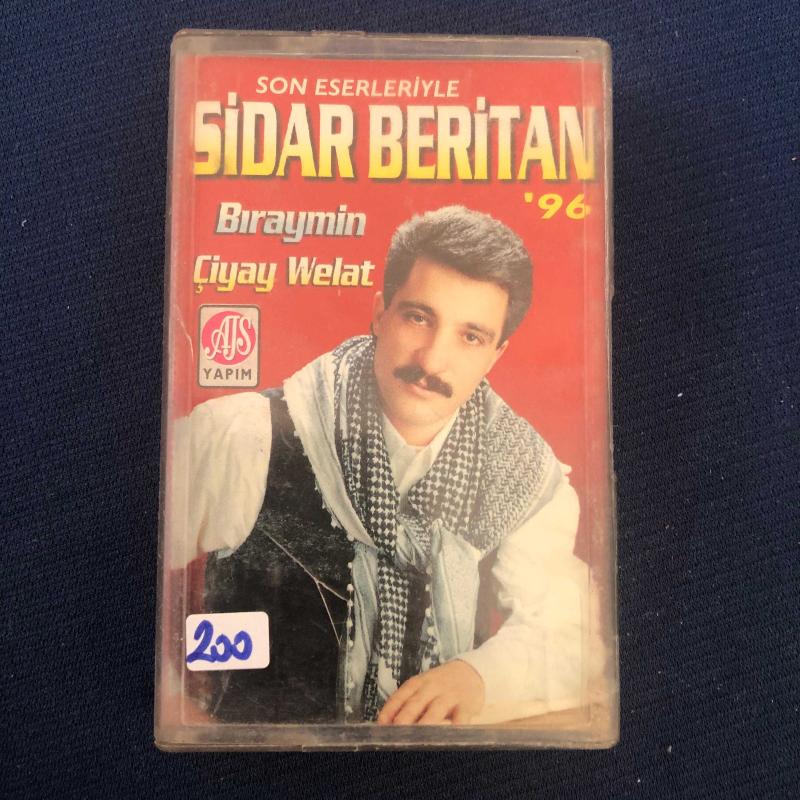 SON ESERLERİYLE
SİDAR BERİTAN
'96
Bıraymin
Çiyay Welat
AJS
YAPIM
200